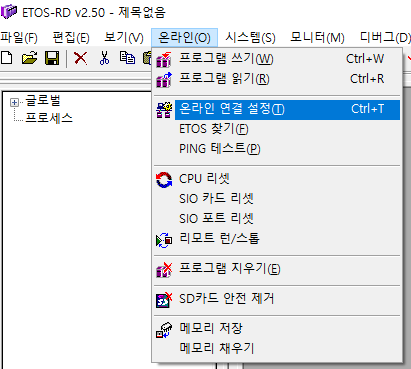 ETOS-RD v2.50 - 제목없음
파일(F) 편집(E) 보기(V) 온라인(O) 시스템(S) 모니터(M) 디버그(D)
프로그램 쓰기(W) Ctrl+W
프로그램 읽기(R) Ctrl+R
온라인 연결 설정(T) Ctrl+T
ETOS 찾기(F)
PING 테스트(P)
CPU 리셋
SIO 카드 리셋
SIO 포트 리셋
리모트 런/스톱
프로그램 지우기(E)
SD카드 안전 제거
메모리 저장
메모리 채우기
글로벌
프로세스